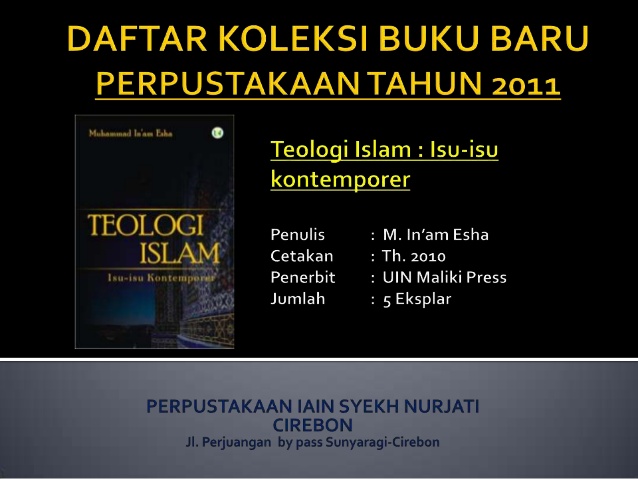 DAFTAR KOLEKSI BUKU BARU
PERPUSTAKAAN TAHUN 2011
Muhammad In'am Esha
TEOLOGI
ISLAM
Isu-isu Kontemporer
Teologi Islam : Isu-isu
kontemporer
Penulis : M. In'am Esha
Cetakan : Th. 2010
Penerbit : UIN Maliki Press
Jumlah : 5 Eksplar
PERPUSTAKAAN IAIN SYEKH NURJATI
CIREBON
Jl. Perjuangan by pass Sunyaragi-Cirebon